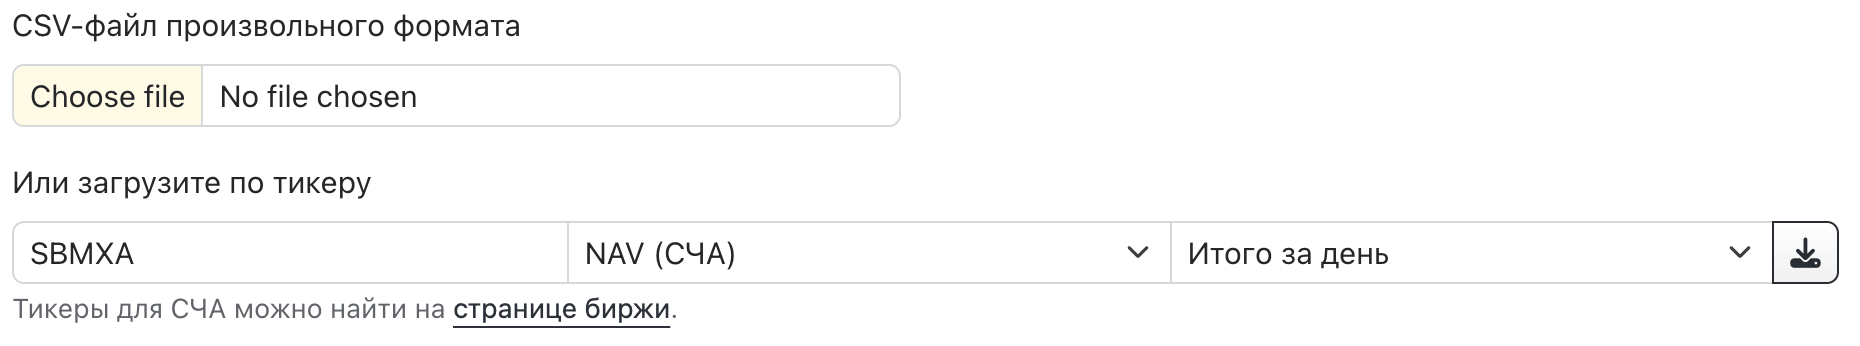 CSV-файл произвольного формата
Choose file No file chosen
Или загрузите по тикеру
SBMXA NAV (СЧА) Итого за день
Тикеры для СЧА можно найти на странице биржи.